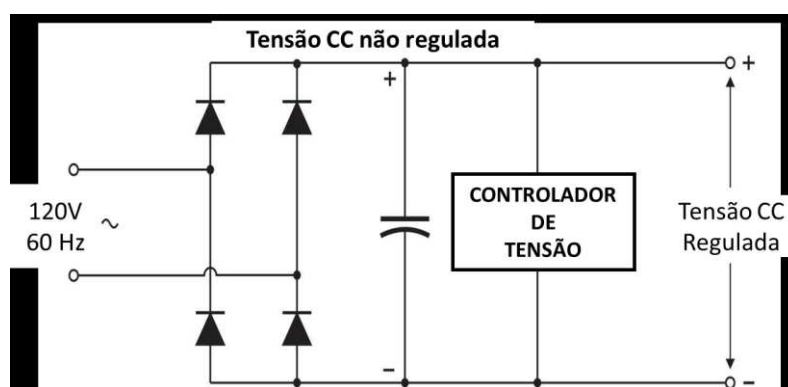 Tensão CC não regulada
+
+
120V
60 Hz
~
CONTROLADOR
DE
TENSÃO
Tensão CC
Regulada
−
−